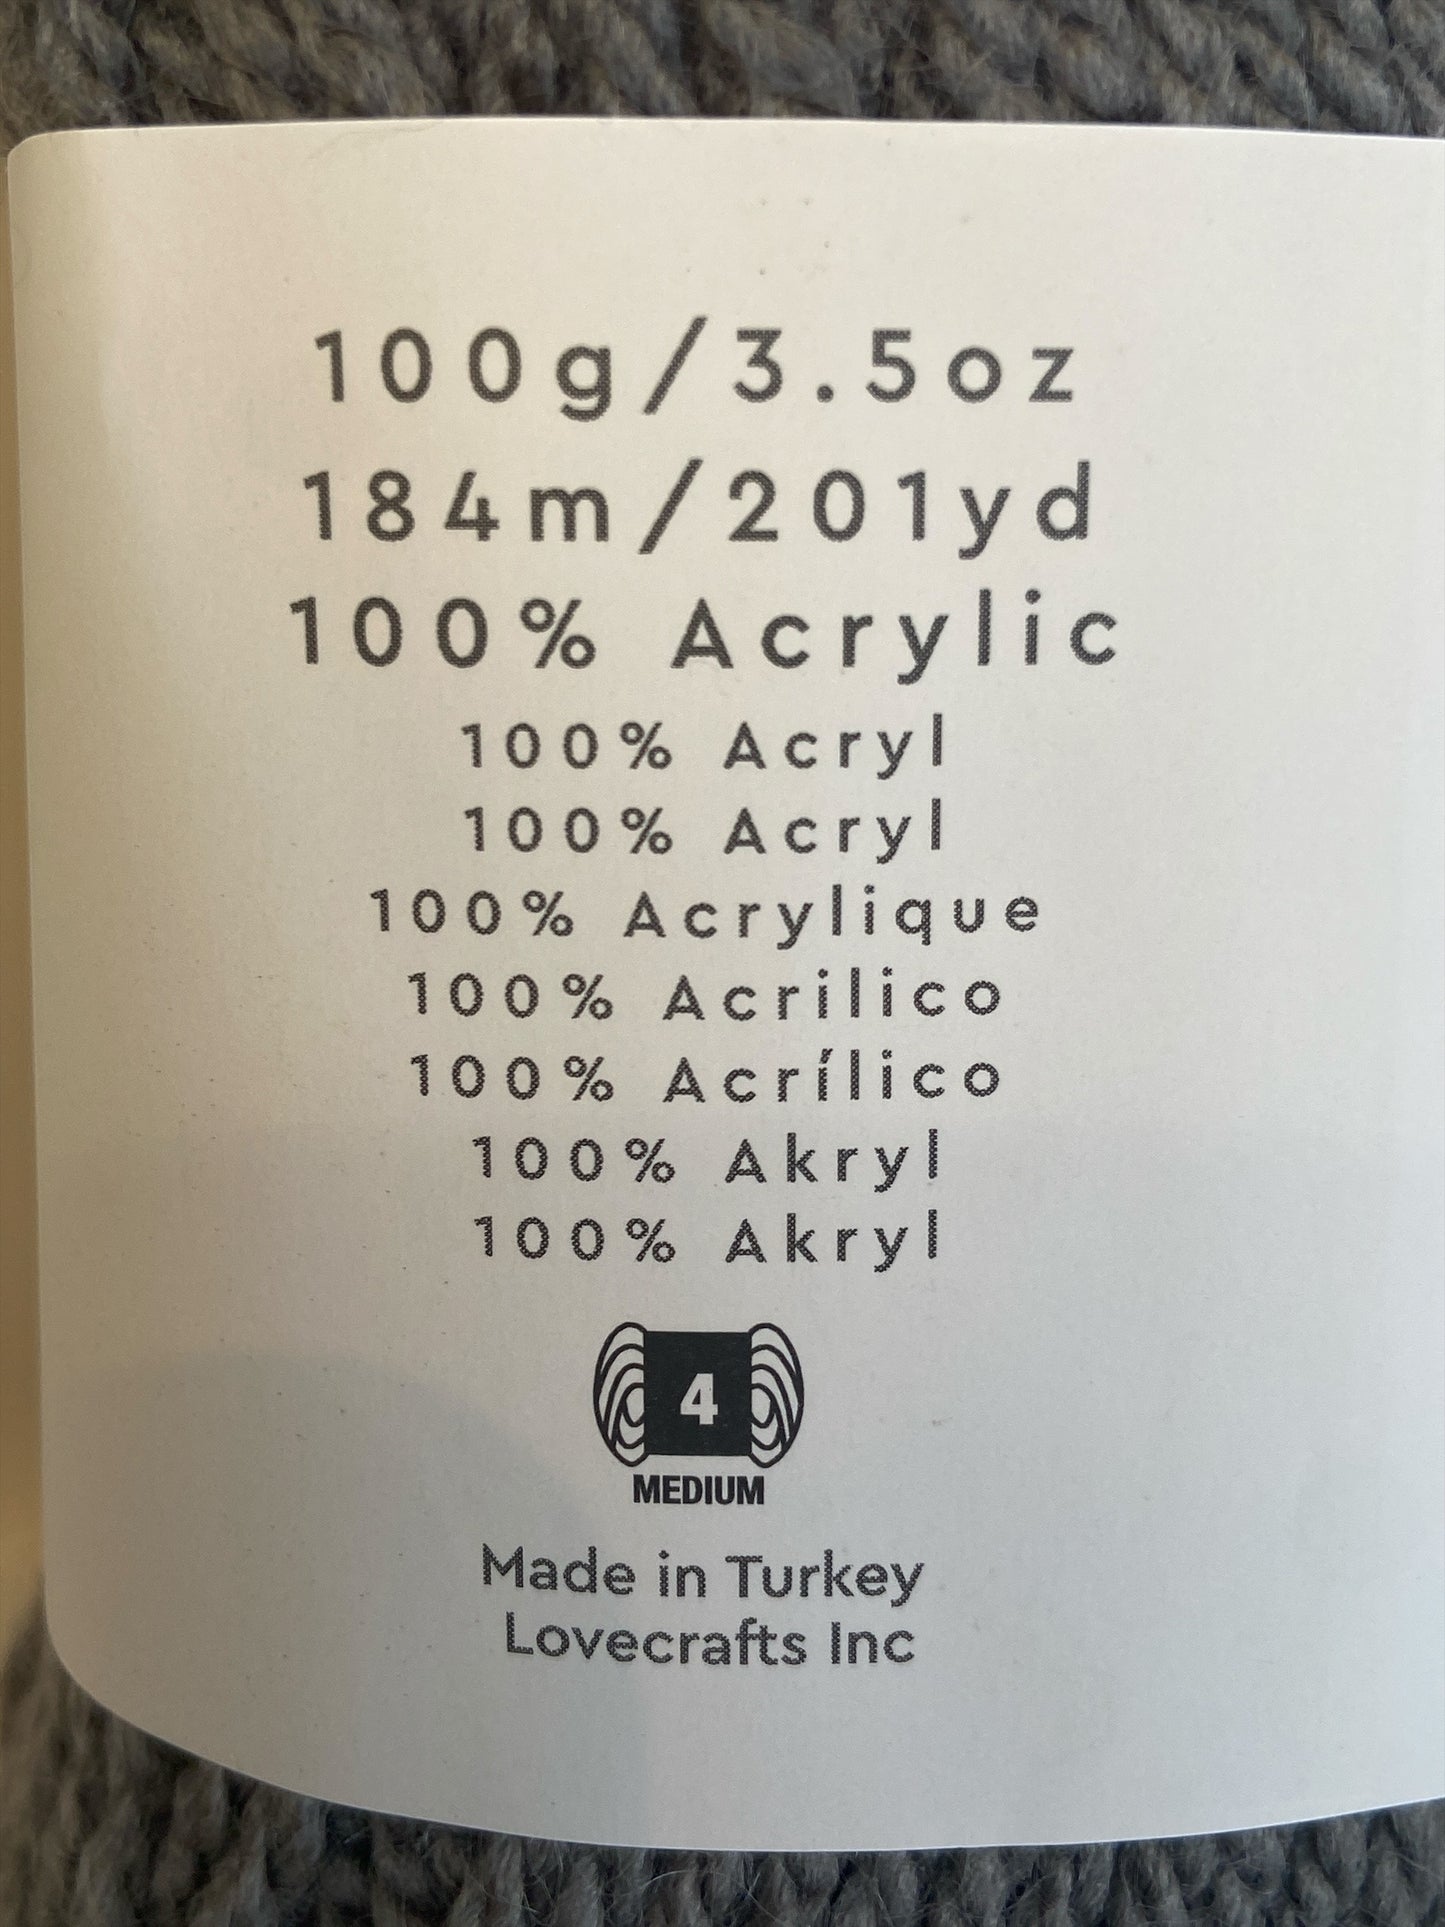 100g/3.5oz
184m/201yd
100% Acrylic
100% Acryl
100% Acryl
100% Acrylique
100% Acrilico
100% Acrílico
100% Akryl
100% Akryl
4
MEDIUM
Made in Turkey
Lovecrafts Inc